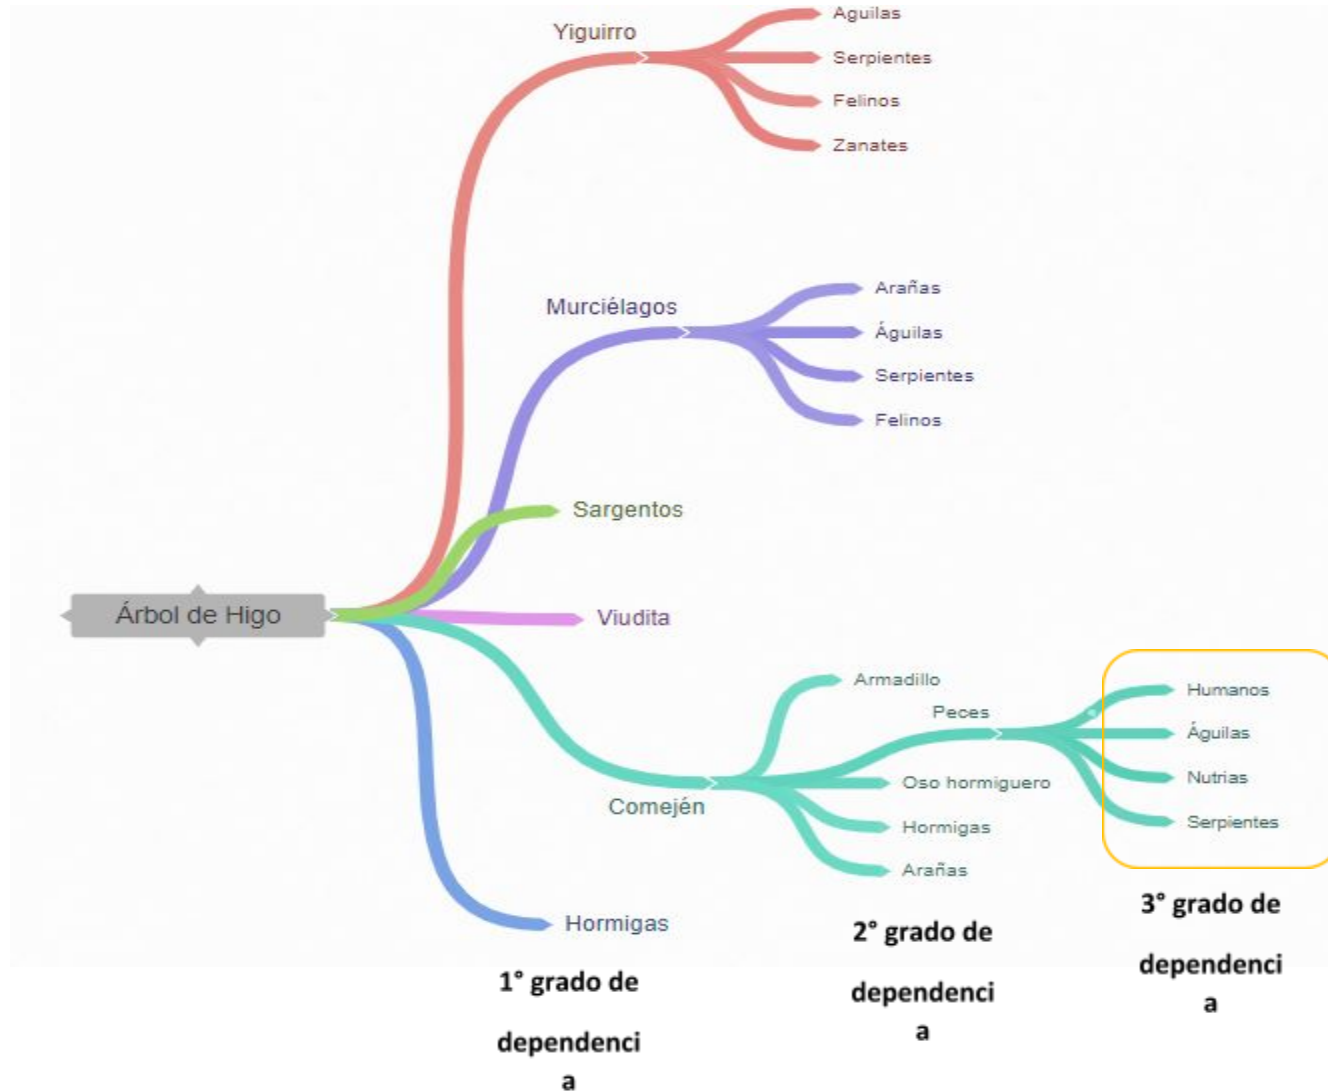 Yiguirro
Aguilas
Serpientes
Felinos
Zanates
Murciélagos
Arañas
Águilas
Serpientes
Felinos
Sargentos
Árbol de Higo
Viudita
Comején
Armadillo
Peces
Humanos
Águilas
Nutrias
Serpientes
Oso hormiguero
Hormigas
Arañas
Hormigas
1° grado de
dependenci
a
2° grado de
dependenci
a
3° grado de
dependenci
a